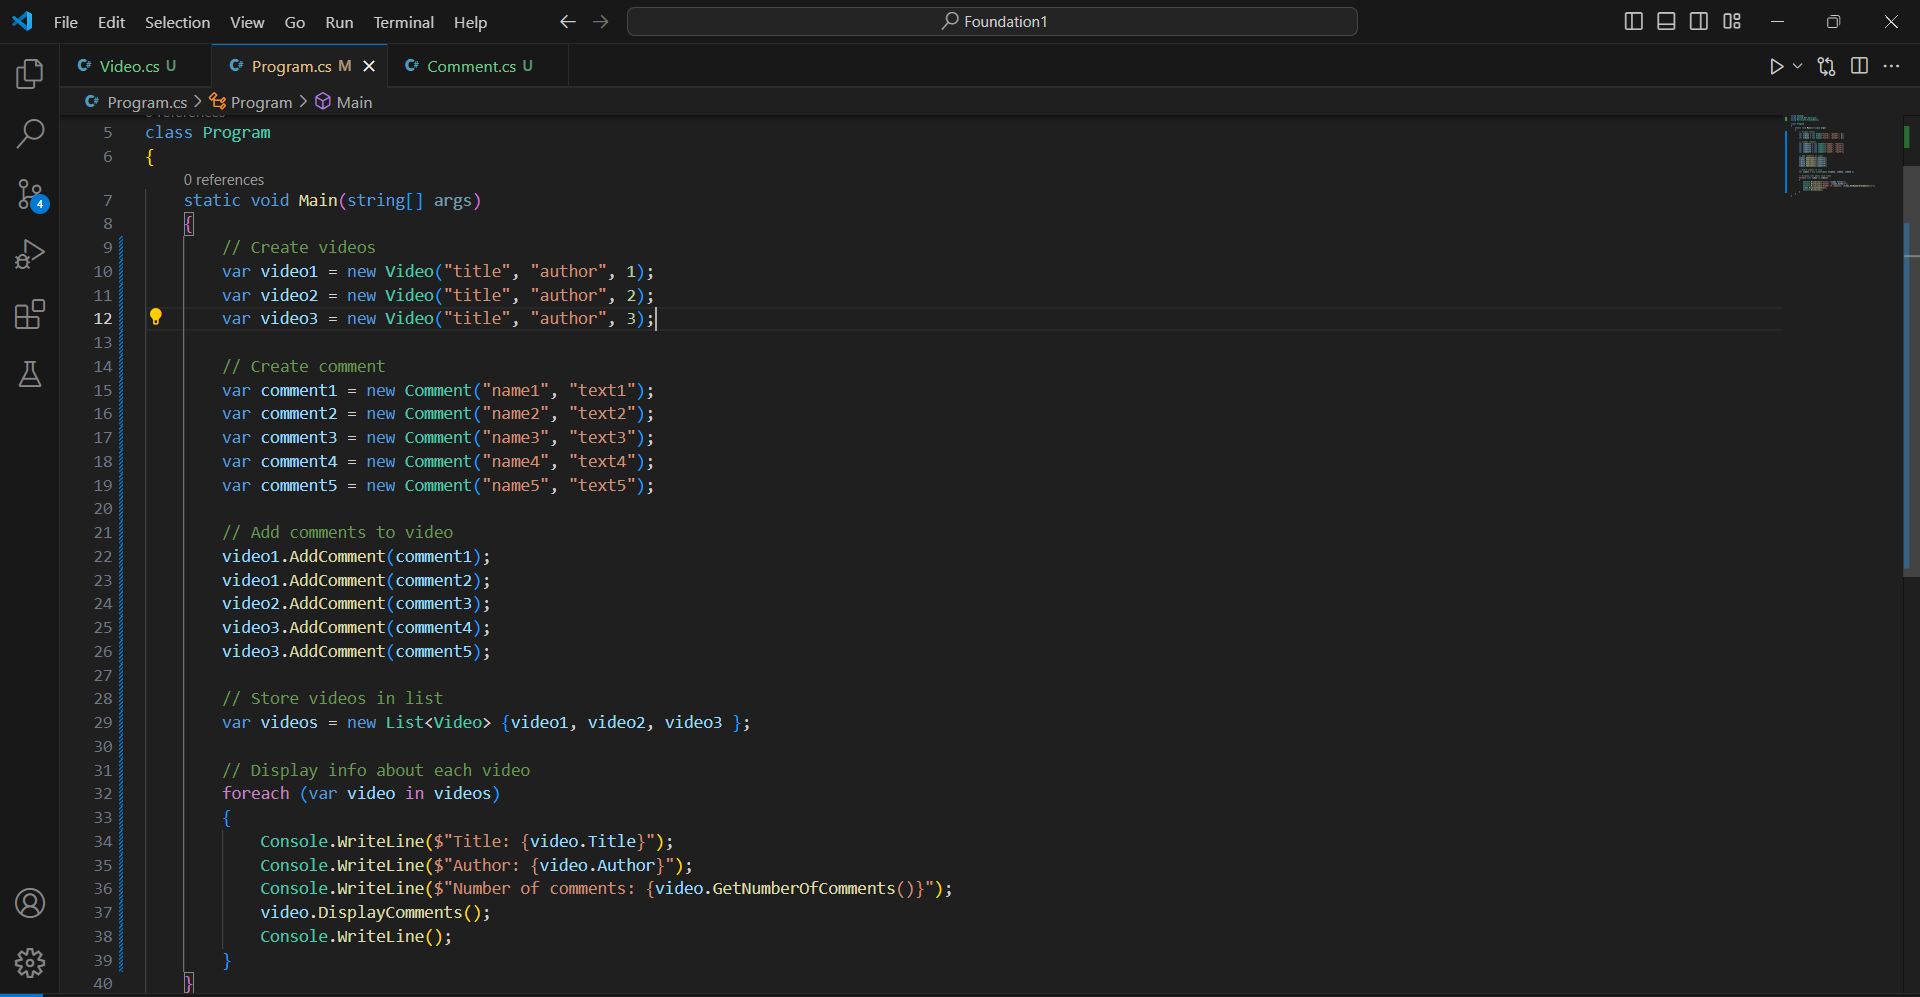 File Edit Selection View Go Run Terminal Help
Foundation1
C# Video.cs U
C# Program.cs M
C# Comment.cs U
C# Program.cs > Program > Main
5 class Program
6 {
0 references
7 static void Main(string[] args)
8 {
9 // Create videos
10 var video1 = new Video("title", "author", 1);
11 var video2 = new Video("title", "author", 2);
12 var video3 = new Video("title", "author", 3);
13
14 // Create comment
15 var comment1 = new Comment("name1", "text1");
16 var comment2 = new Comment("name2", "text2");
17 var comment3 = new Comment("name3", "text3");
18 var comment4 = new Comment("name4", "text4");
19 var comment5 = new Comment("name5", "text5");
20
21 // Add comments to video
22 video1.AddComment(comment1);
23 video1.AddComment(comment2);
24 video2.AddComment(comment3);
25 video3.AddComment(comment4);
26 video3.AddComment(comment5);
27
28 // Store videos in list
29 var videos = new List<Video> {video1, video2, video3 };
30
31 // Display info about each video
32 foreach (var video in videos)
33 {
34 Console.WriteLine($"Title: {video.Title}");
35 Console.WriteLine($"Author: {video.Author}");
36 Console.WriteLine($"Number of comments: {video.GetNumberOfComments()}");
37 video.DisplayComments();
38 Console.WriteLine();
39 }
40 }
4